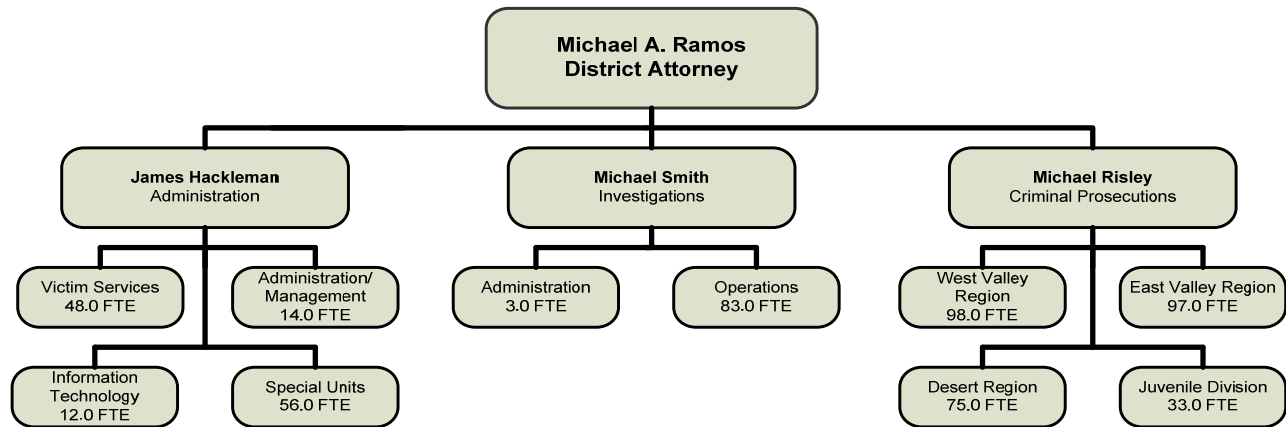 Michael A. Ramos
District Attorney
James Hackleman
Administration
Michael Smith
Investigations
Michael Risley
Criminal Prosecutions
Victim Services
48.0 FTE
Administration/
Management
14.0 FTE
Administration
3.0 FTE
Operations
83.0 FTE
West Valley
Region
98.0 FTE
East Valley Region
97.0 FTE
Information
Technology
12.0 FTE
Special Units
56.0 FTE
Desert Region
75.0 FTE
Juvenile Division
33.0 FTE